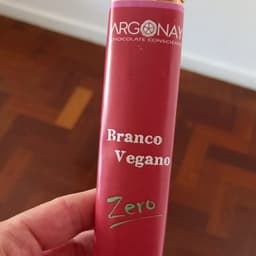 ARGONAY
CHOCOLATE CONSCIENTE
Branco
Vegano
Zero